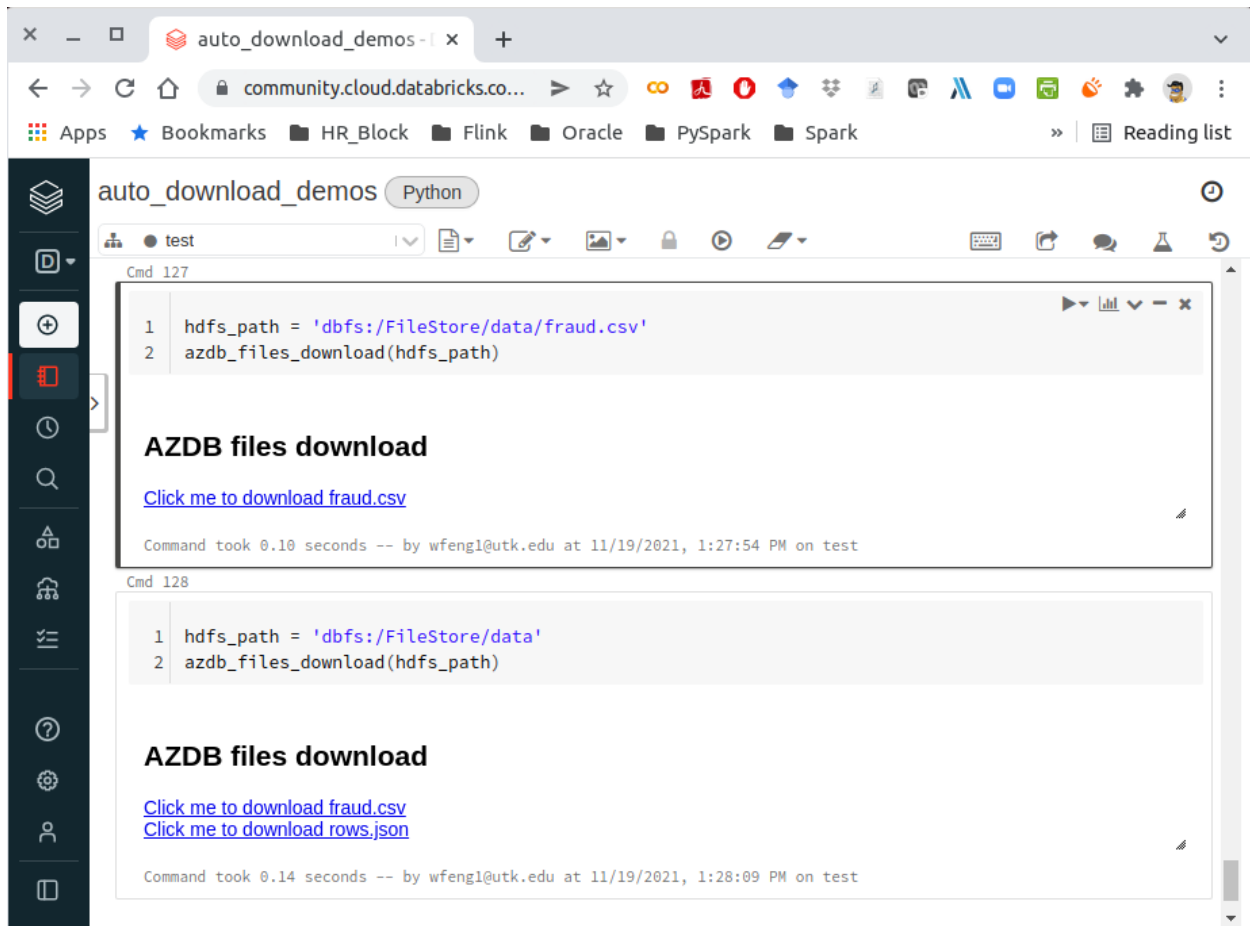 auto_download_demos -
community.cloud.databricks.co...
Apps Bookmarks HR_Block Flink Oracle PySpark Spark » Reading list
auto_download_demos Python
D
test
Cmd 127
1 hdfs_path = 'dbfs:/FileStore/data/fraud.csv'
2 azdb_files_download(hdfs_path)
AZDB files download
Click me to download fraud.csv
Command took 0.10 seconds -- by wfeng1@utk.edu at 11/19/2021, 1:27:54 PM on test
Cmd 128
1 hdfs_path = 'dbfs:/FileStore/data'
2 azdb_files_download(hdfs_path)
AZDB files download
Click me to download fraud.csv
Click me to download rows.json
Command took 0.14 seconds -- by wfeng1@utk.edu at 11/19/2021, 1:28:09 PM on test